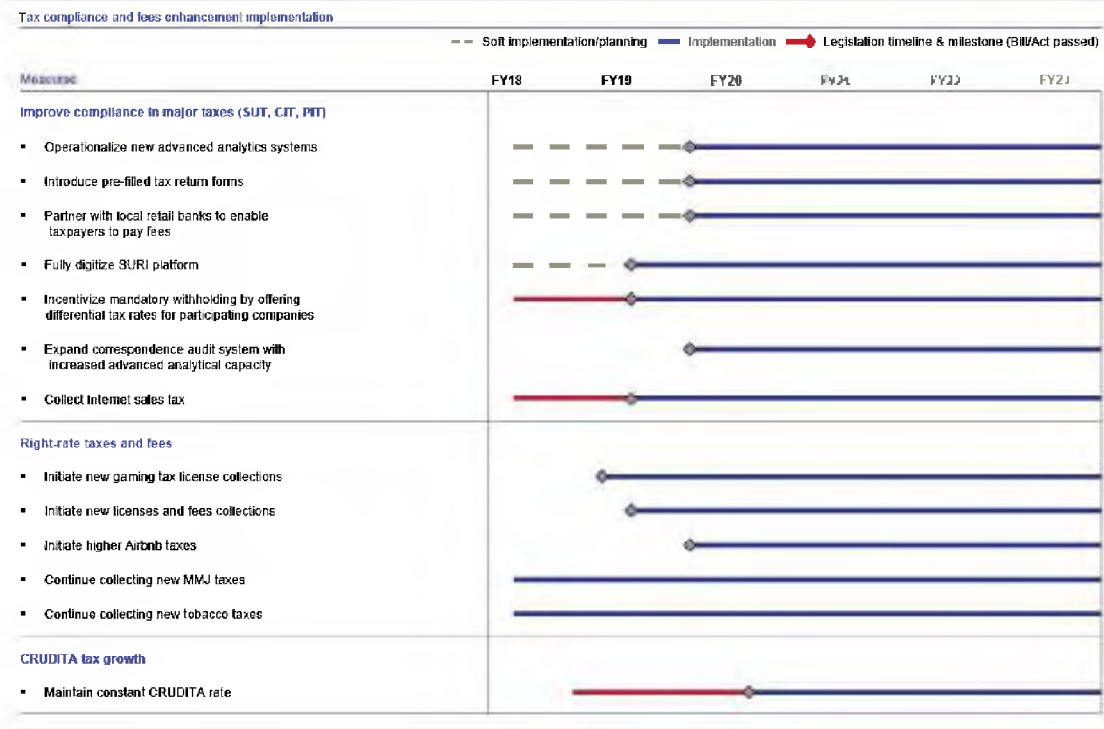 Tax compliance and fees enhancement implementation
Soft implementation/planning Implementation Legislation timeline & milestone (Bill/Act passed)
Measures FY18 FY19 FY20
Improve compliance in major taxes (SUT, CIT, PIT)
▪ Operationalize new advanced analytics systems
▪ Introduce pre-filled tax return forms
▪ Partner with local retail banks to enable
taxpayers to pay fees
▪ Fully digitize SURI platform
▪ Incentivize mandatory withholding by offering
differential tax rates for participating companies
▪ Expand correspondence audit system with
increased advanced analytical capacity
▪ Collect Internet sales tax
Right-rate taxes and fees
▪ Initiate new gaming tax license collections
▪ Initiate new licenses and fees collections
▪ Initiate higher Airbnb taxes
▪ Continue collecting new MMJ taxes
▪ Continue collecting new tobacco taxes
CRUDITA tax growth
▪ Maintain constant CRUDITA rate